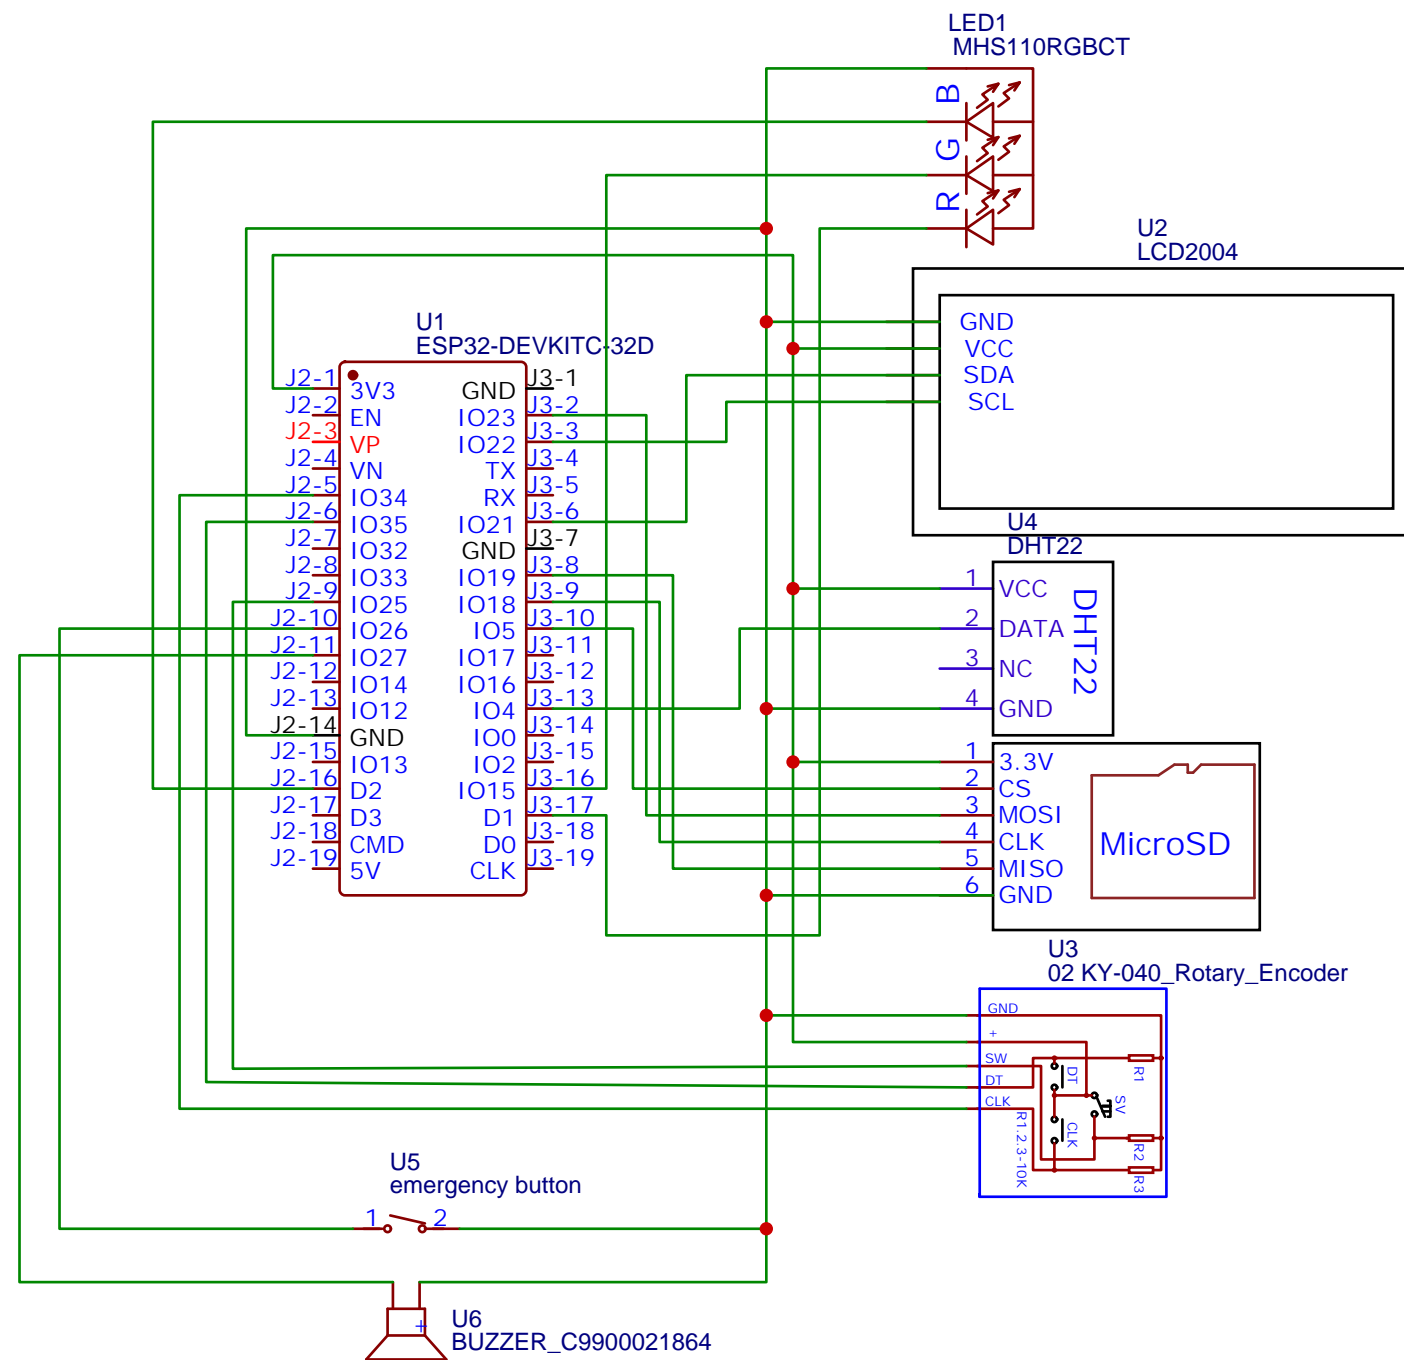 LED1
MHS110RGBCT
B
G
R
U2
LCD2004
GND
VCC
SDA
SCL
U1
ESP32-DEVKITC-32D
J2-1
3V3
GND
J3-1
J2-2
EN
IO23
J3-2
J2-3
VP
IO22
J3-3
J2-4
VN
TX
J3-4
J2-5
IO34
RX
J3-5
J2-6
IO35
IO21
J3-6
J2-7
IO32
GND
J3-7
J2-8
IO33
IO19
J3-8
J2-9
IO25
IO18
J3-9
J2-10
IO26
IO5
J3-10
J2-11
IO27
IO17
J3-11
J2-12
IO14
IO16
J3-12
J2-13
IO12
IO4
J3-13
J2-14
GND
IO0
J3-14
J2-15
IO13
IO2
J3-15
J2-16
D2
IO15
J3-16
J2-17
D3
D1
J3-17
J2-18
CMD
D0
J3-18
J2-19
5V
CLK
J3-19
U4
DHT22
1 VCC
2 DATA
3 NC
4 GND
DHT22
1 3.3V
2 CS
3 MOSI
4 CLK
5 MISO
6 GND
MicroSD
U3
02 KY-040_Rotary_Encoder
GND
+
SW
DT
CLK
DT
CLK
SV
R1
R2
R3
R1.2.3-10K
U5
emergency button
1 2
+
U6
BUZZER_C9900021864